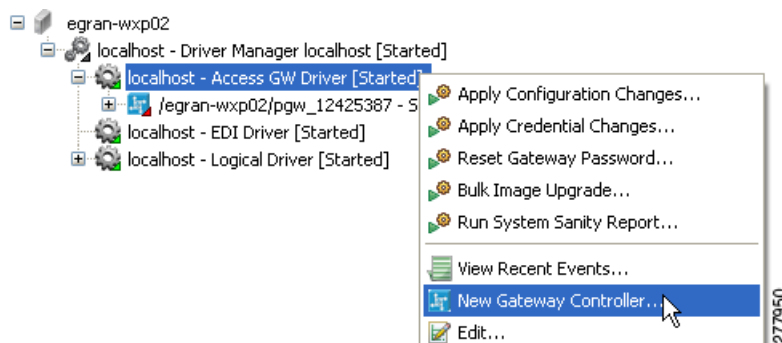 egran-wxp02
localhost - Driver Manager localhost [Started]
localhost - Access GW Driver [Started]
/egran-wxp02/pgw_12425387 - S
localhost - EDI Driver [Started]
localhost - Logical Driver [Started]
Apply Configuration Changes...
Apply Credential Changes...
Reset Gateway Password...
Bulk Image Upgrade...
Run System Sanity Report...
View Recent Events...
New Gateway Controller...
Edit...
277950